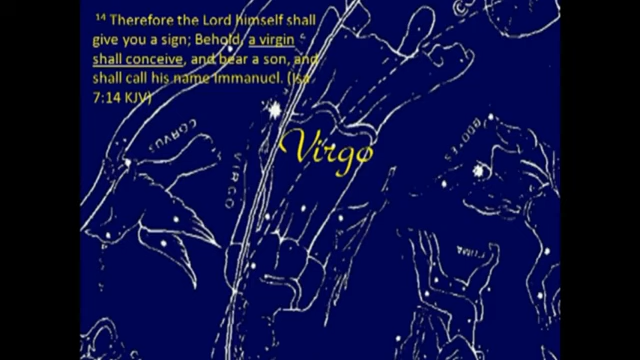 14 Therefore the Lord himself shall
give you a sign; Behold, a virgin
shall conceive, and bear a son, and
shall call his name Immanuel. (Isa
7:14 KJV)
CORVUS
VIRGO
Virgo
BOOTES